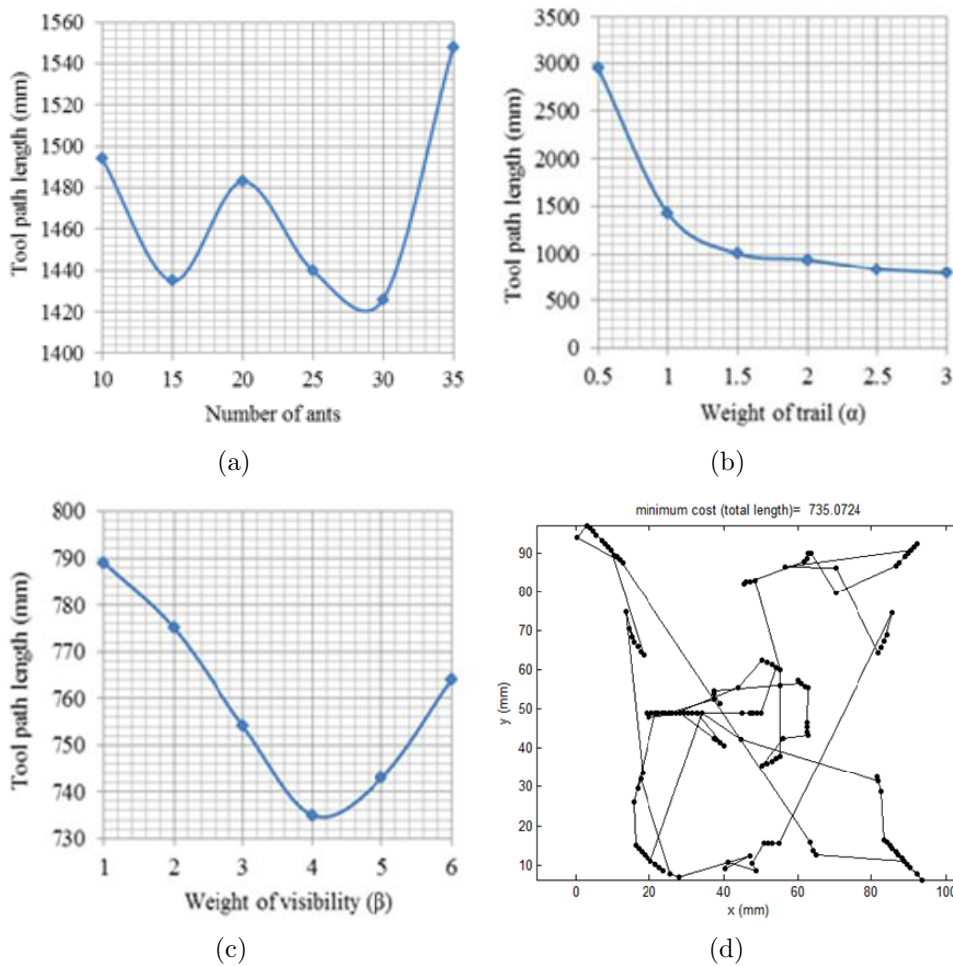 1560
1540
1520
1500
1480
1460
1440
1420
1400
Tool path length (mm)
10 15 20 25 30 35
Number of ants
(a)
3500
3000
2500
2000
1500
1000
500
0
Tool path length (mm)
0.5 1 1.5 2 2.5 3
Weight of trail (α)
(b)
800
790
780
770
760
750
740
730
Tool path length (mm)
1 2 3 4 5 6
Weight of visibility (β)
(c)
minimum cost (total length)= 735.0724
90
80
70
60
50
40
30
20
10
y (mm)
0 20 40 60 80 100
x (mm)
(d)